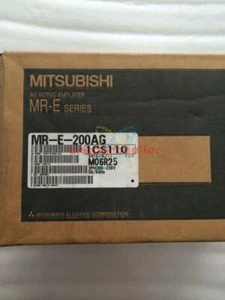 MITSUBISHI
AC SERVO AMPLIFIER
MR-E SERIES
MR-E-200AG
1CS110
M06R25
MITSUBISHI ELECTRIC CORPORATION